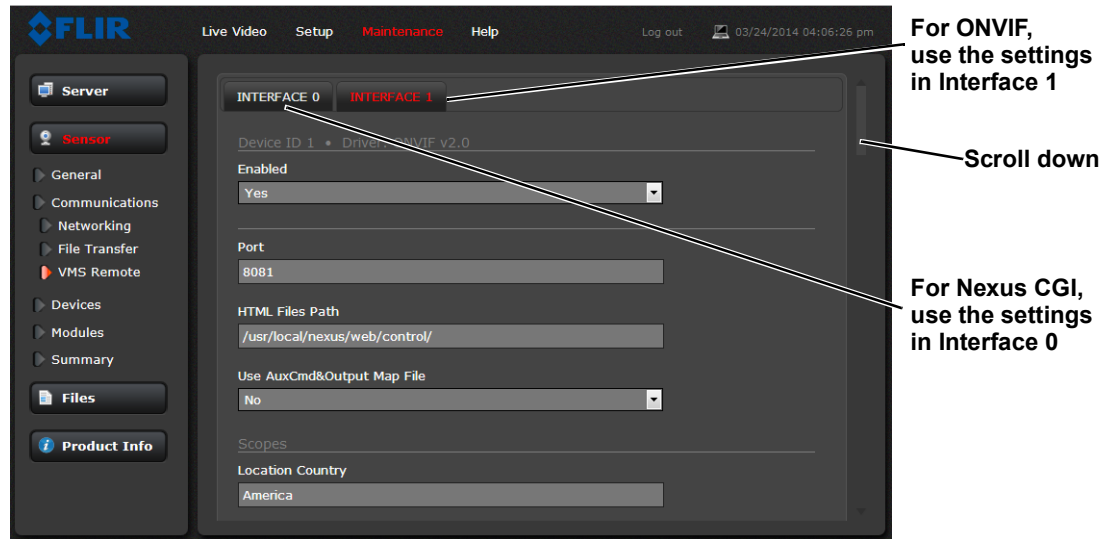 FLIR
Live Video Setup Maintenance Help Log out 03/24/2014 04:06:26 pm
Server
Sensor
General
Communications
Networking
File Transfer
VMS Remote
Devices
Modules
Summary
Files
Product Info
INTERFACE 0 INTERFACE 1
Device ID 1 • Driver: ONVIF v2.0
Enabled
Yes
Port
8081
HTML Files Path
/usr/local/nexus/web/control/
Use AuxCmd&Output Map File
No
Scopes
Location Country
America
For ONVIF,
use the settings
in Interface 1
Scroll down
For Nexus CGI,
use the settings
in Interface 0